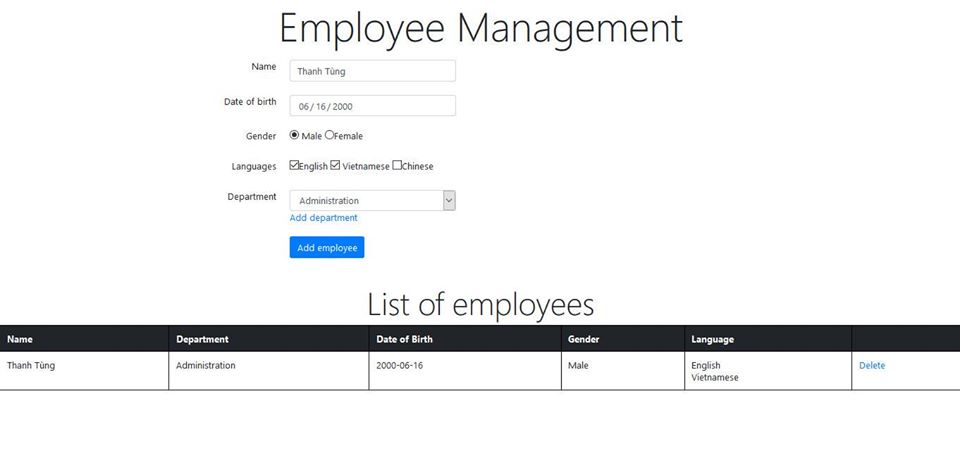 Employee Management
Name Thanh Tùng
Date of birth 06 / 16 / 2000
Gender Male Female
Languages English Vietnamese Chinese
Department Administration
Add department
Add employee
List of employees
Name Department Date of Birth Gender Language
Thanh Tùng Administration 2000-06-16 Male English Delete
Vietnamese